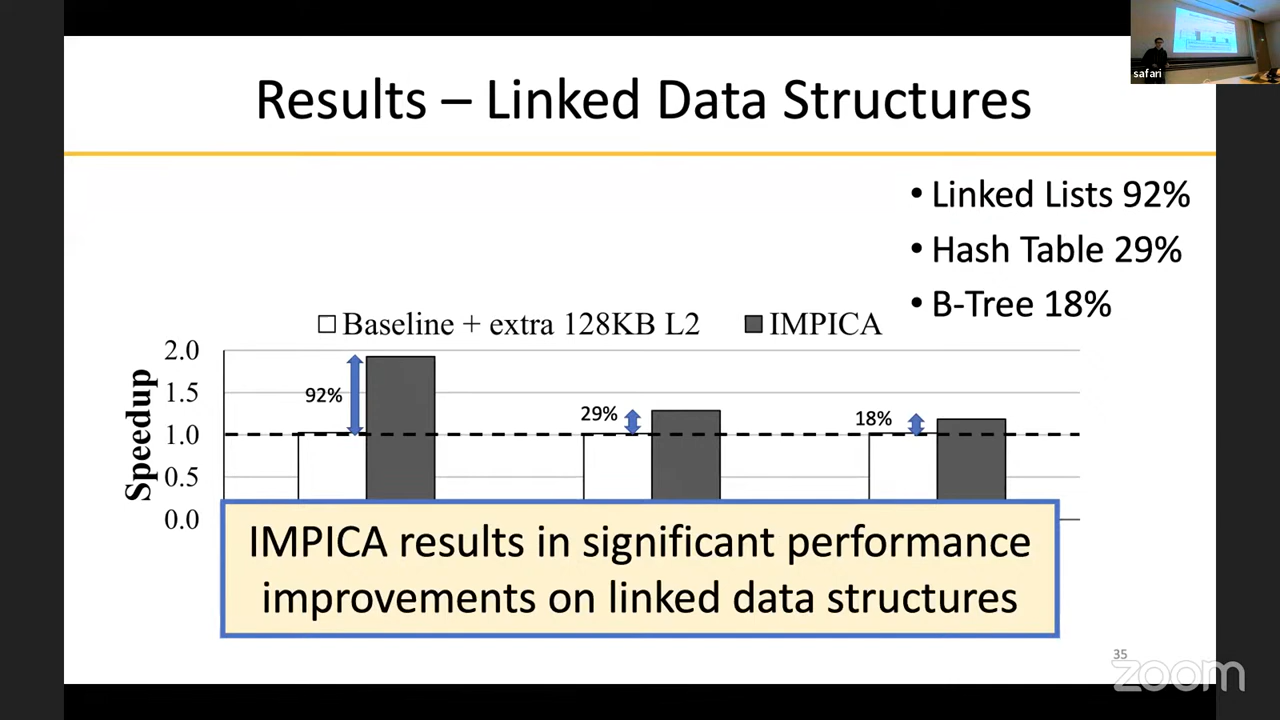 safari
Results – Linked Data Structures
• Linked Lists 92%
• Hash Table 29%
• B-Tree 18%
Baseline + extra 128KB L2
IMPICA
Speedup
2.0
1.5
1.0
0.5
0.0
92%
29%
18%
IMPICA results in significant performance
improvements on linked data structures
35
zoom